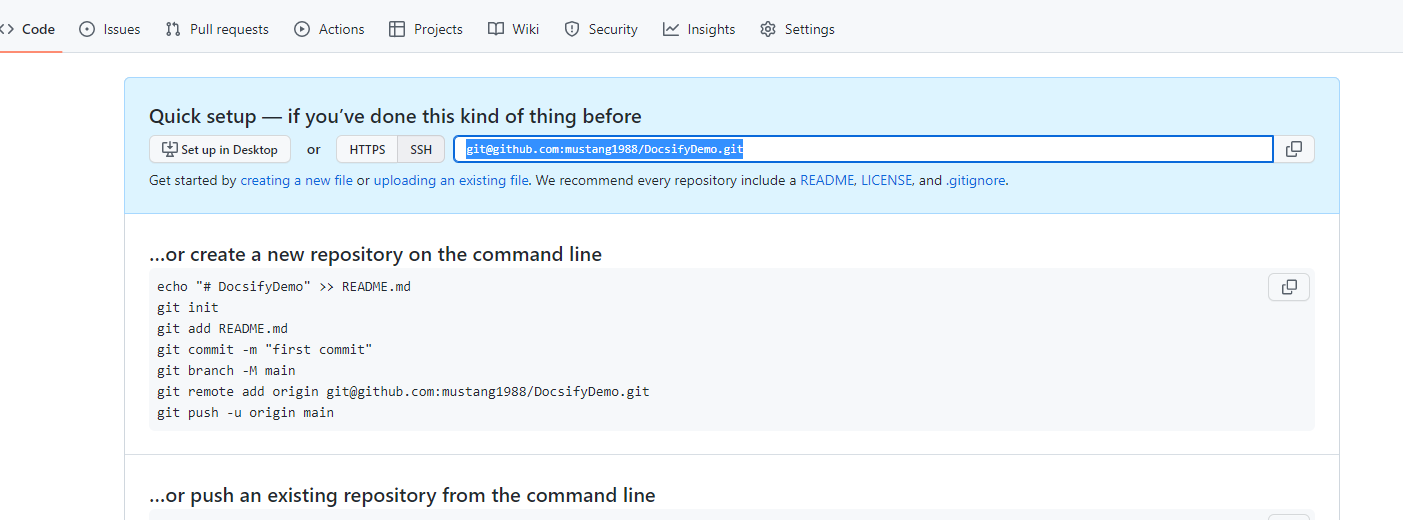 Code Issues Pull requests Actions Projects Wiki Security Insights Settings
Quick setup — if you’ve done this kind of thing before
Set up in Desktop or HTTPS SSH git@github.com:mustang1988/DocsifyDemo.git
Get started by creating a new file or uploading an existing file. We recommend every repository include a README, LICENSE, and .gitignore.
…or create a new repository on the command line
echo "# DocsifyDemo" >> README.md
git init
git add README.md
git commit -m "first commit"
git branch -M main
git remote add origin git@github.com:mustang1988/DocsifyDemo.git
git push -u origin main
…or push an existing repository from the command line